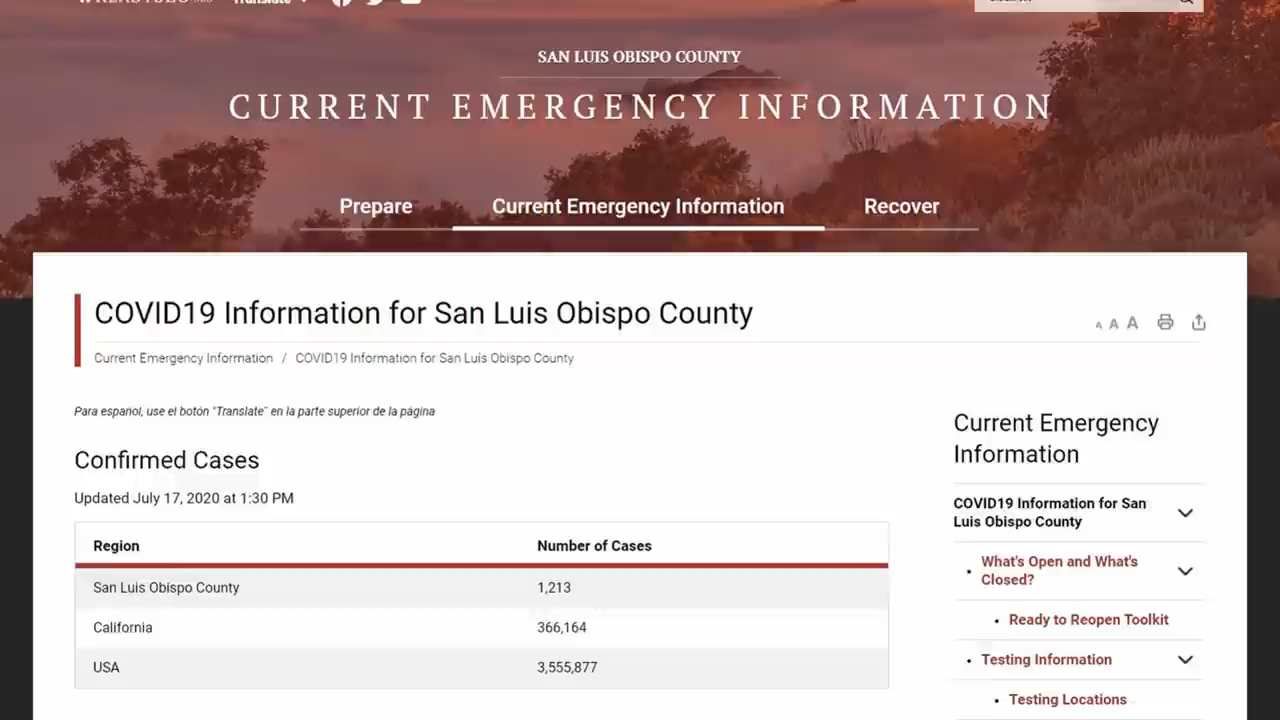 Translate
SAN LUIS OBISPO COUNTY
CURRENT EMERGENCY INFORMATION
Prepare
Current Emergency Information
Recover
COVID19 Information for San Luis Obispo County
A A A
Current Emergency Information / COVID19 Information for San Luis Obispo County
Para español, use el botón "Translate" en la parte superior de la página
Confirmed Cases
Updated July 17, 2020 at 1:30 PM
Region Number of Cases
San Luis Obispo County 1,213
California 366,164
USA 3,555,877
Current Emergency
Information
COVID19 Information for San
Luis Obispo County
What's Open and What's
Closed?
Ready to Reopen Toolkit
Testing Information
Testing Locations